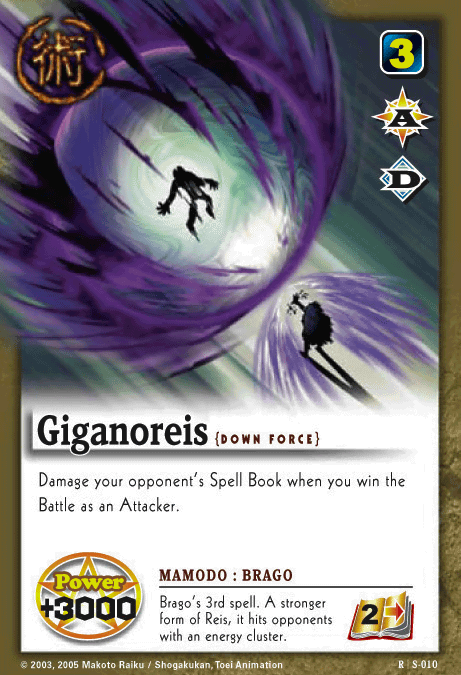 術
3
A
D
Giganoreis {DOWN FORCE}
Damage your opponent's Spell Book when you win the
Battle as an Attacker.
Power
+3000
MAMODO : BRAGO
Brago's 3rd spell. A stronger
form of Reis, it hits opponents
with an energy cluster.
2
© 2003, 2005 Makoto Raiku / Shogakukan, Toei Animation
R | S-010